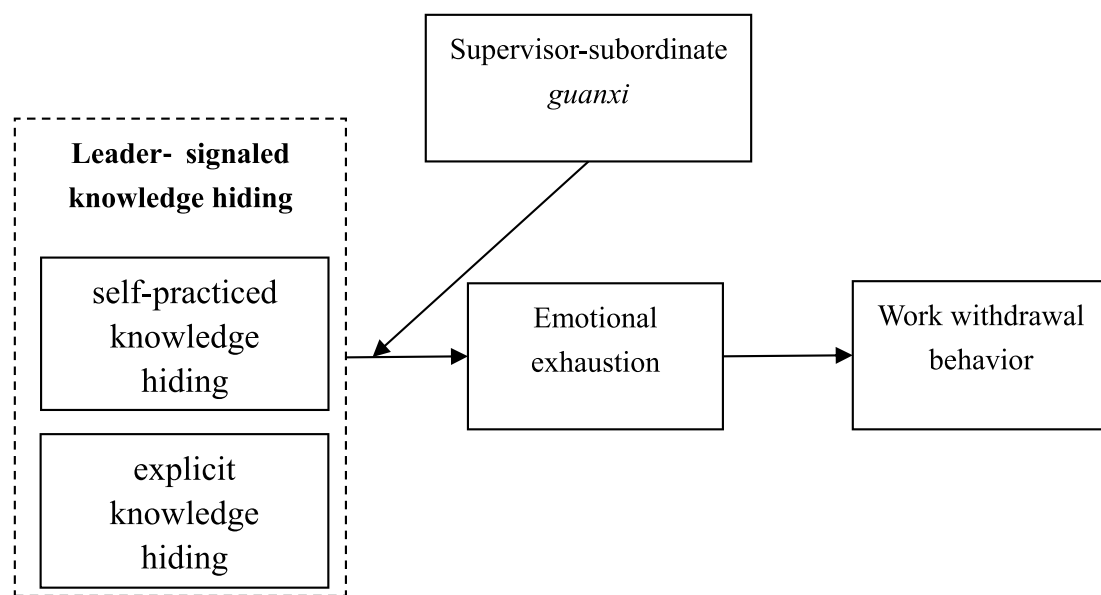 Supervisor-subordinate
guanxi
Leader- signaled
knowledge hiding
self-practiced
knowledge
hiding
explicit
knowledge
hiding
Emotional
exhaustion
Work withdrawal
behavior